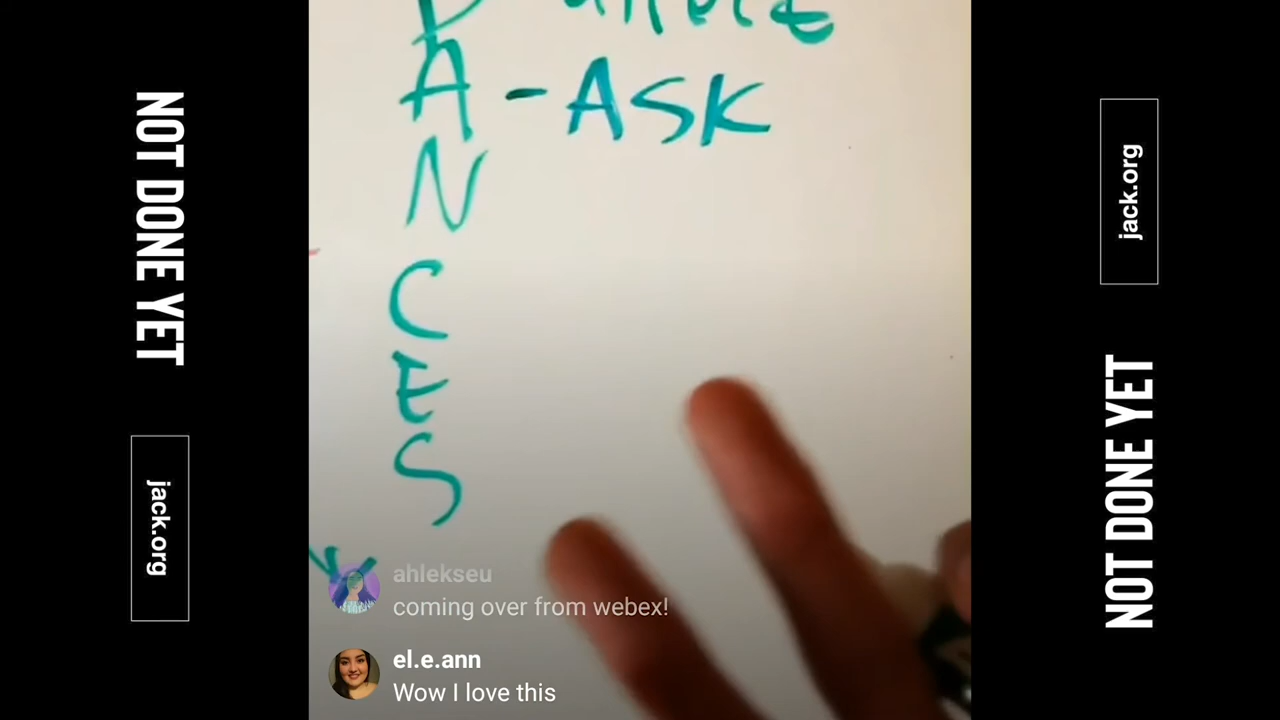 NOT DONE YET
jack.org
A - ASK
N
C
E
S
ahlekseu
coming over from webex!
el.e.ann
Wow I love this
jack.org
NOT DONE YET